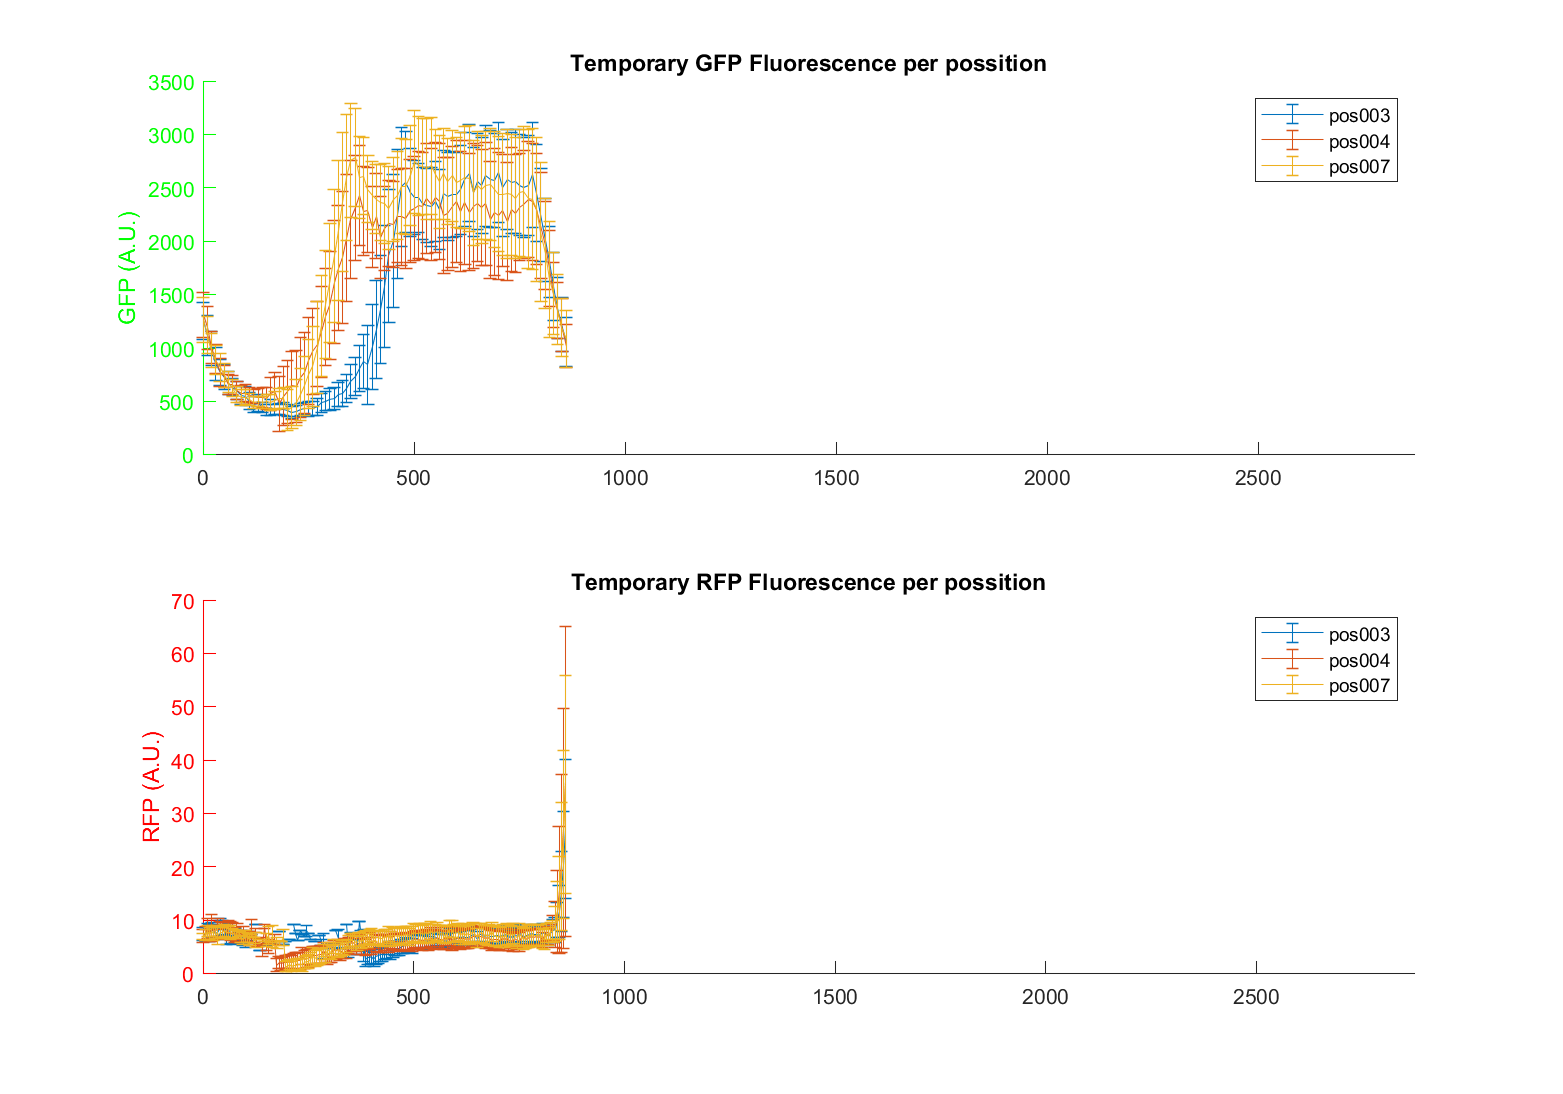 Temporary GFP Fluorescence per possition
3500
3000
2500
2000
1500
1000
500
0
GFP (A.U.)
0 500 1000 1500 2000 2500
pos003
pos004
pos007
Temporary RFP Fluorescence per possition
70
60
50
40
30
20
10
0
RFP (A.U.)
0 500 1000 1500 2000 2500
pos003
pos004
pos007